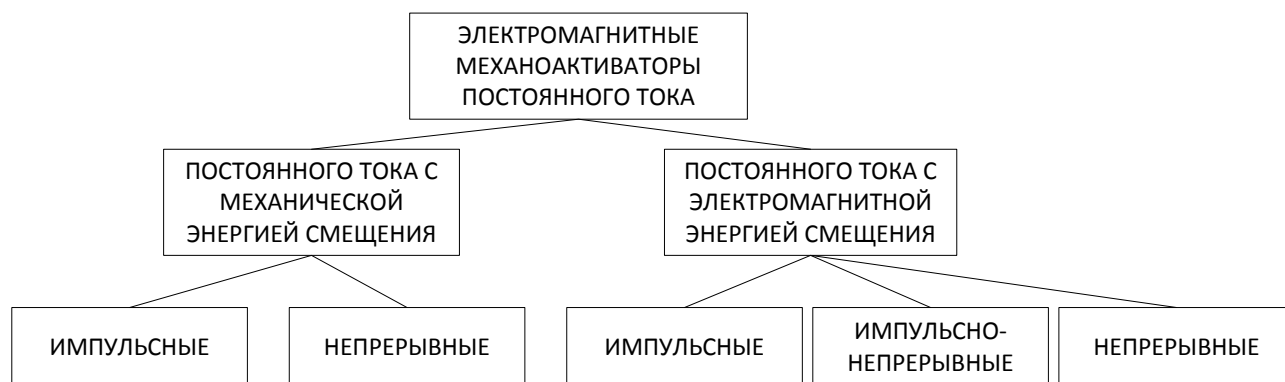 ЭЛЕКТРОМАГНИТНЫЕ
МЕХАНОАКТИВАТОРЫ
ПОСТОЯННОГО ТОКА
ПОСТОЯННОГО ТОКА С
МЕХАНИЧЕСКОЙ
ЭНЕРГИЕЙ СМЕЩЕНИЯ
ПОСТОЯННОГО ТОКА С
ЭЛЕКТРОМАГНИТНОЙ
ЭНЕРГИЕЙ СМЕЩЕНИЯ
ИМПУЛЬСНЫЕ
НЕПРЕРЫВНЫЕ
ИМПУЛЬСНЫЕ
ИМПУЛЬСНО-
НЕПРЕРЫВНЫЕ
НЕПРЕРЫВНЫЕ